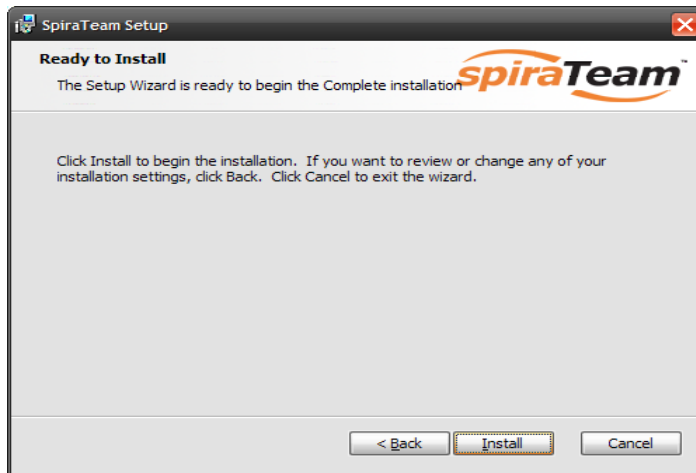 SpiraTeam Setup
Ready to Install
The Setup Wizard is ready to begin the Complete installation
spiraTeam™
Click Install to begin the installation. If you want to review or change any of your
installation settings, click Back. Click Cancel to exit the wizard.
< Back
Install
Cancel